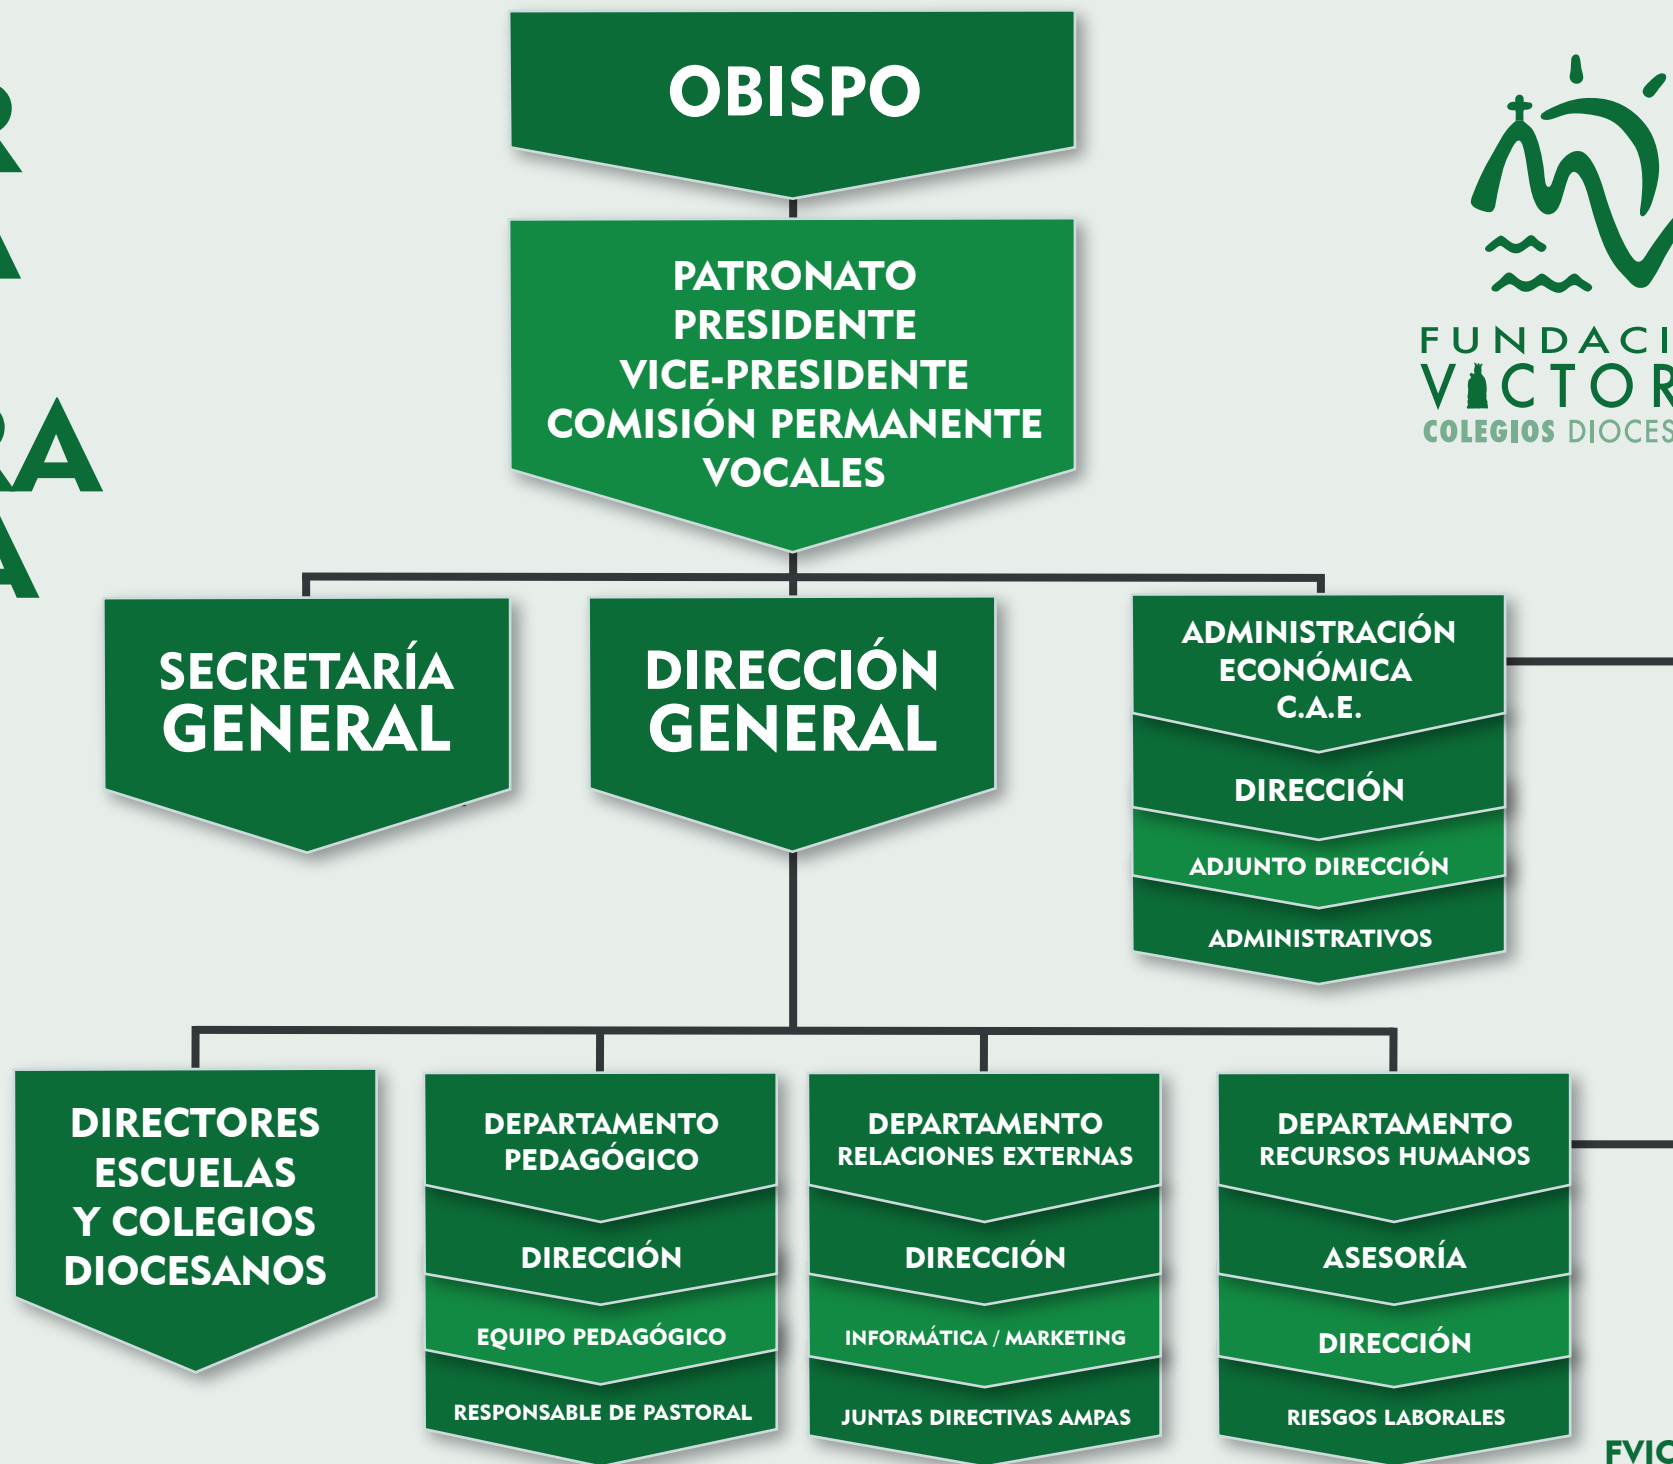 OBISPO
PATRONATO
PRESIDENTE
VICE-PRESIDENTE
COMISIÓN PERMANENTE
VOCALES
FUNDACI
VICTOR
COLEGIOS DIOCES
SECRETARÍA
GENERAL
DIRECCIÓN
GENERAL
ADMINISTRACIÓN
ECONÓMICA
C.A.E.
DIRECCIÓN
ADJUNTO DIRECCIÓN
ADMINISTRATIVOS
DIRECTORES
ESCUELAS
Y COLEGIOS
DIOCESANOS
DEPARTAMENTO
PEDAGÓGICO
DIRECCIÓN
EQUIPO PEDAGÓGICO
RESPONSABLE DE PASTORAL
DEPARTAMENTO
RELACIONES EXTERNAS
DIRECCIÓN
INFORMÁTICA / MARKETING
JUNTAS DIRECTIVAS AMPAS
DEPARTAMENTO
RECURSOS HUMANOS
ASESORÍA
DIRECCIÓN
RIESGOS LABORALES
FVIC